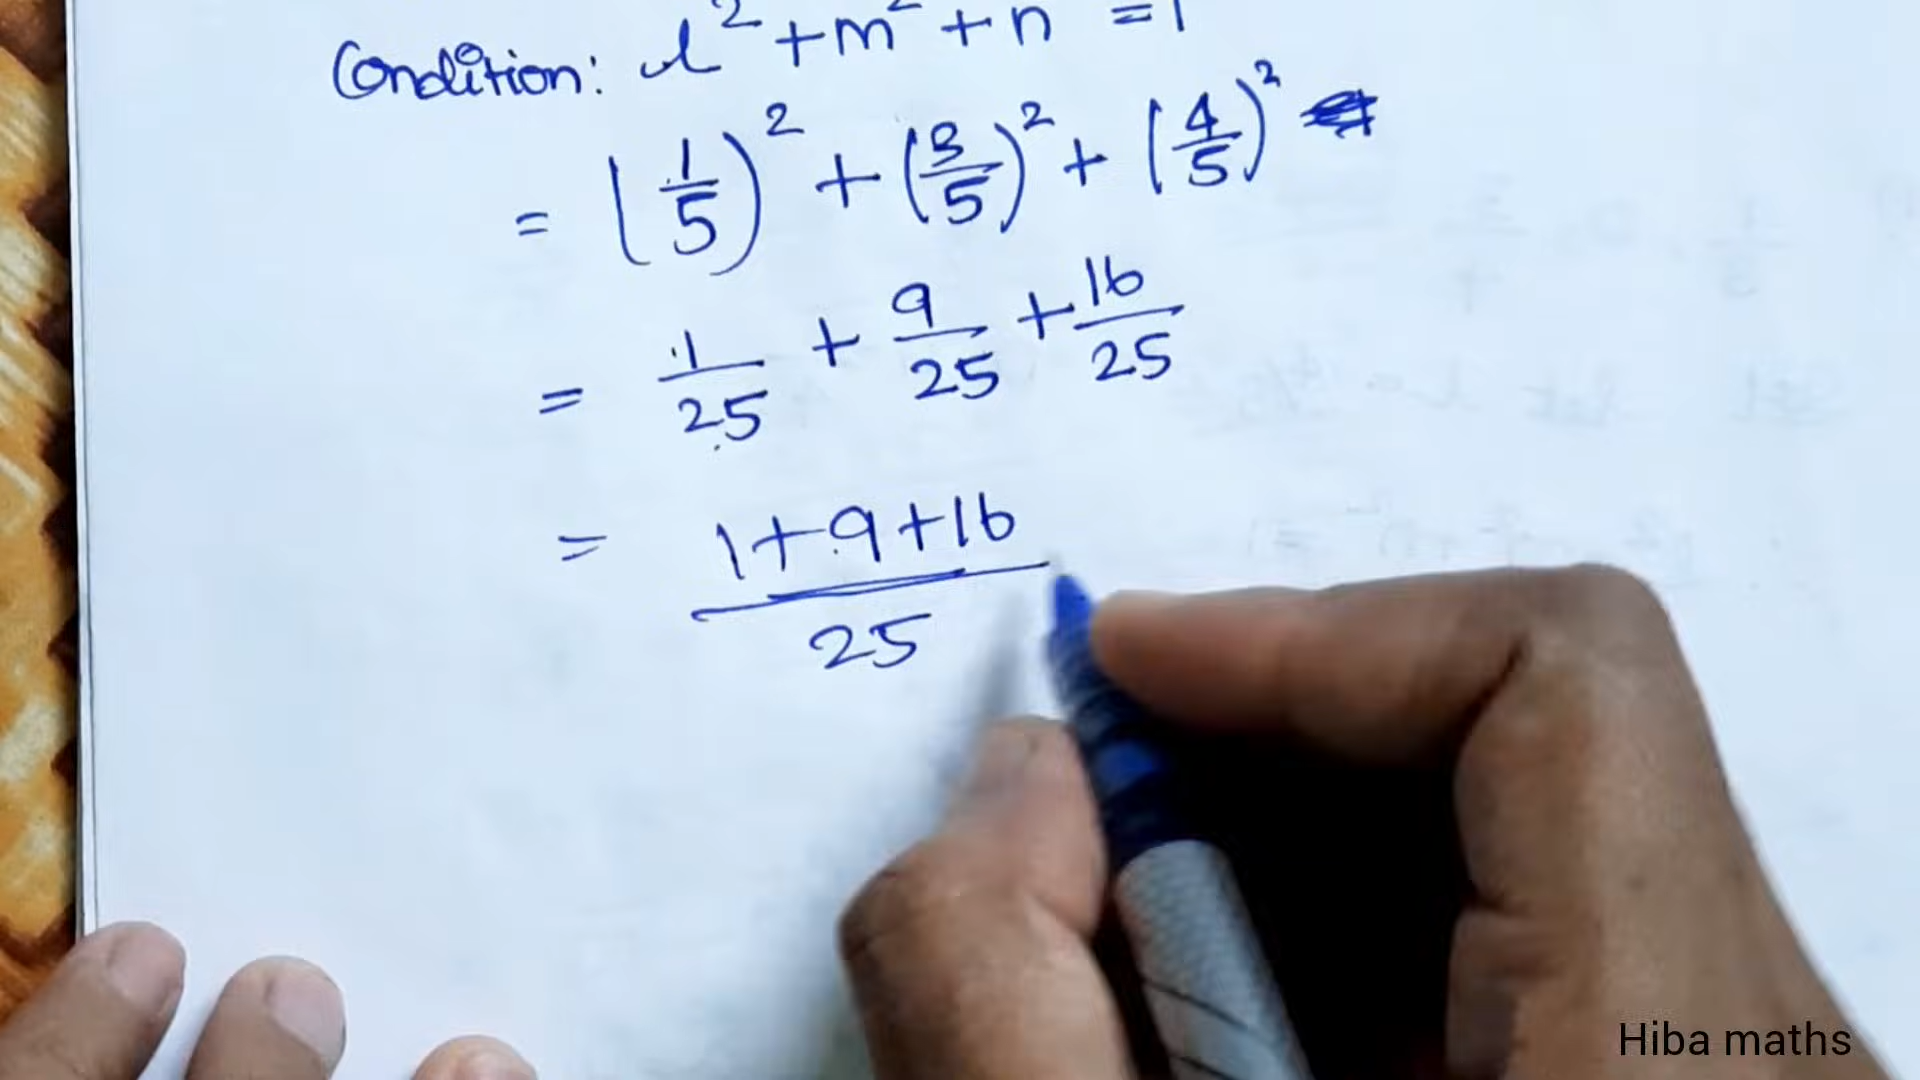 Condition: l² + m² + n = 1
= (1/5)² + (3/5)² + (4/5)²
= 1/25 + 9/25 + 16/25
= 1+9+16/25
Hiba maths